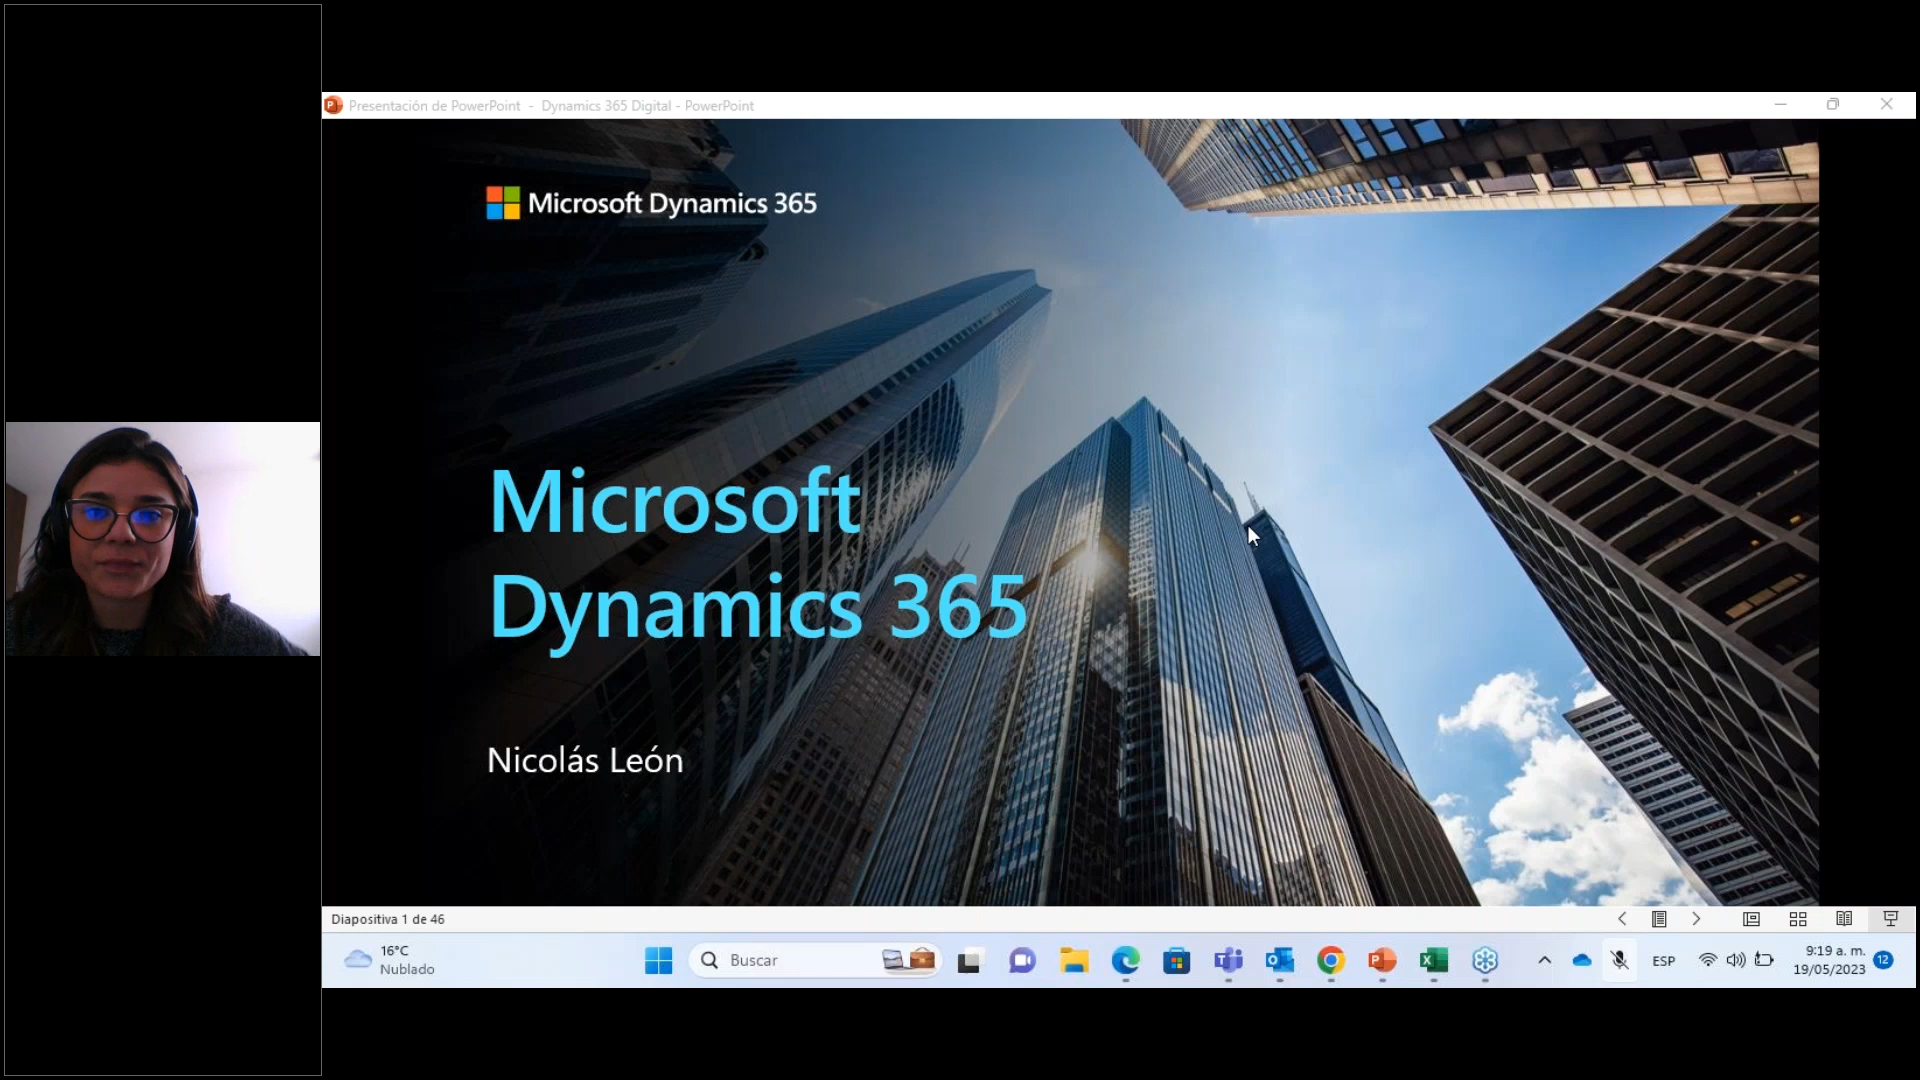 Presentación de PowerPoint - Dynamics 365 Digital - PowerPoint
Microsoft Dynamics 365
Microsoft
Dynamics 365
Nicolás León
Diapositiva 1 de 46
16°C
Nublado
Buscar
ESP
9:19 a. m.
19/05/2023
12